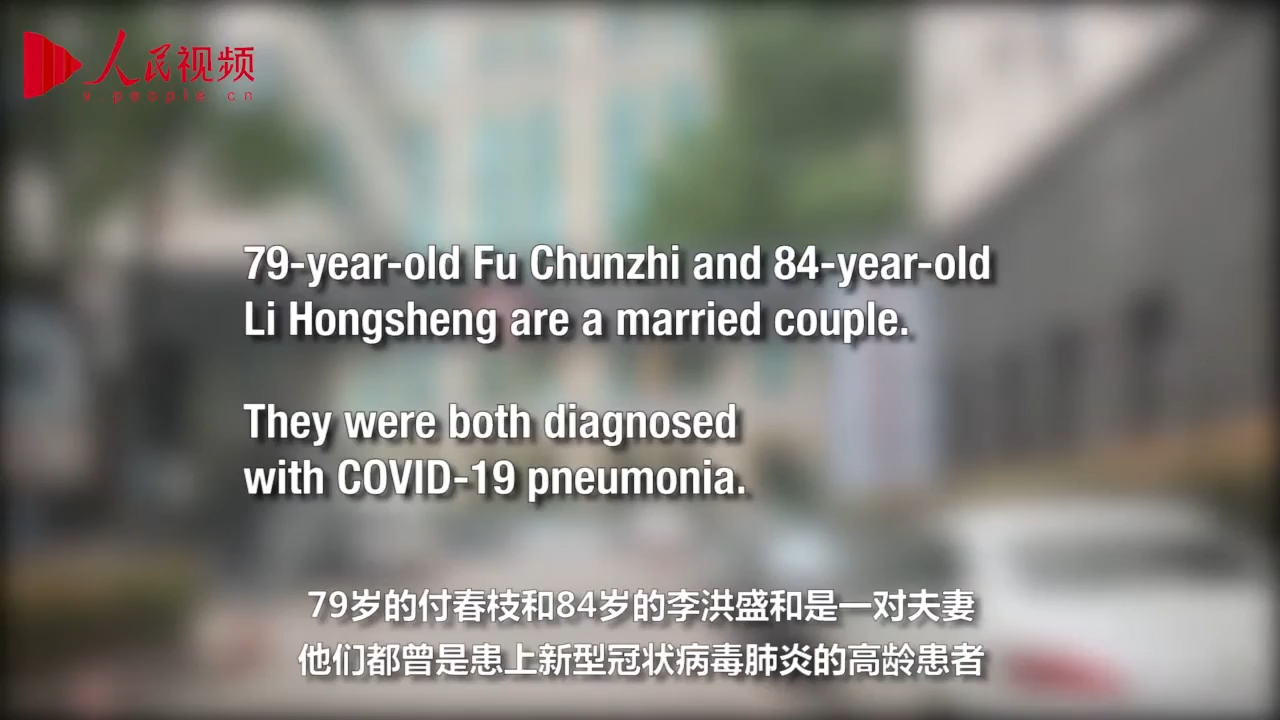 人民视频
v.people.cn
79-year-old Fu Chunzhi and 84-year-old
Li Hongsheng are a married couple.
They were both diagnosed
with COVID-19 pneumonia.
79岁的付春枝和84岁的李洪盛和是一对夫妻
他们都曾是患上新型冠状病毒肺炎的高龄患者